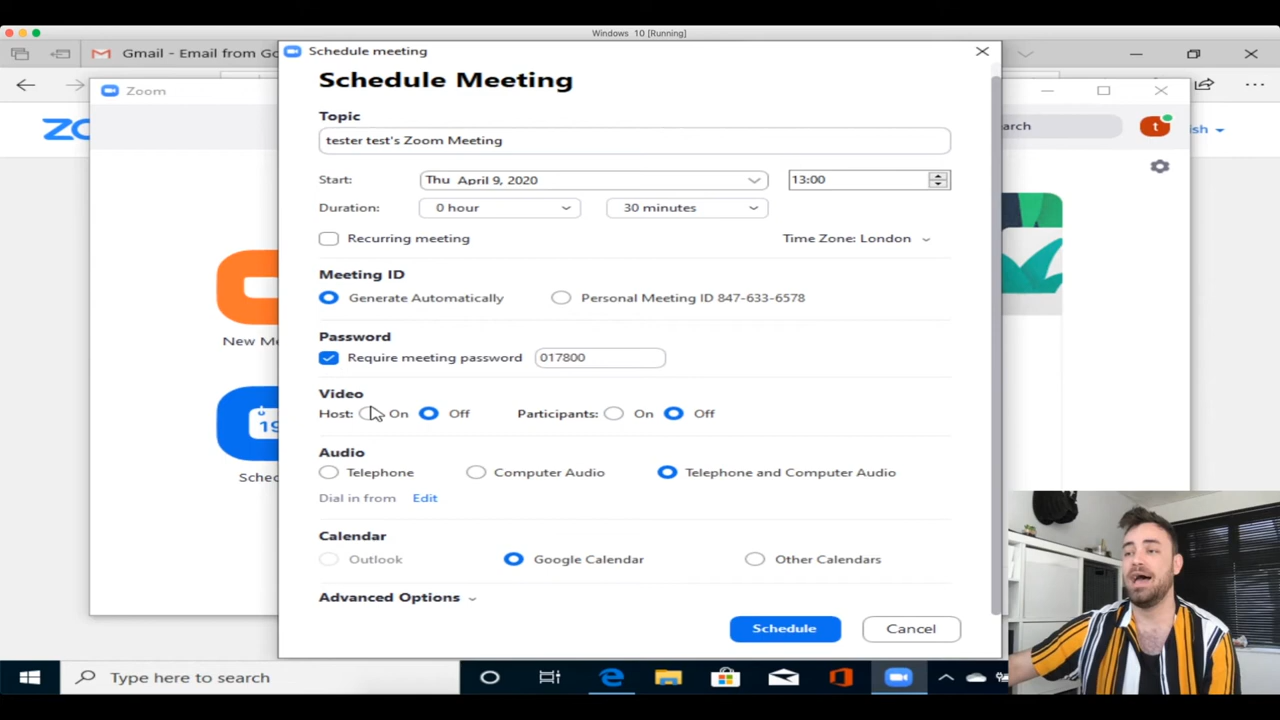 Windows 10 [Running]
Gmail - Email from Go
Schedule meeting
Zoom
Schedule Meeting
Topic
tester test's Zoom Meeting
Start: Thu April 9, 2020 13:00
Duration: 0 hour 30 minutes
Recurring meeting Time Zone: London
Meeting ID
Generate Automatically Personal Meeting ID 847-633-6578
Password
Require meeting password 017800
Video
Host: On Off Participants: On Off
Audio
Telephone Computer Audio Telephone and Computer Audio
Dial in from Edit
Calendar
Outlook Google Calendar Other Calendars
Advanced Options
Schedule Cancel
New Me
Sched
19
arch
t
sh
Type here to search